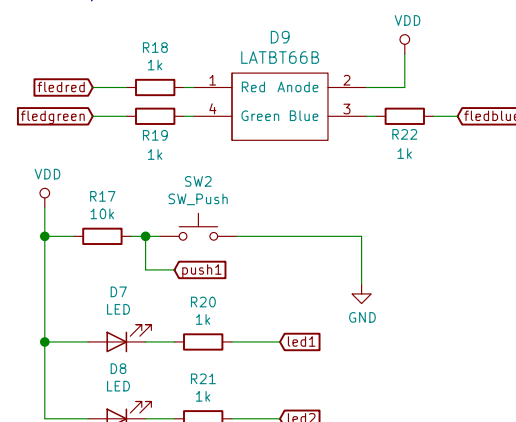 D9
LATBT66B
VDD
R18
1k
fledred
1
Red Anode
2
fledgreen
4
Green Blue
3
fledblue
R19
1k
R22
1k
VDD
R17
10k
SW2
SW_Push
push1
GND
D7
LED
R20
1k
led1
D8
LED
R21
1k
led2